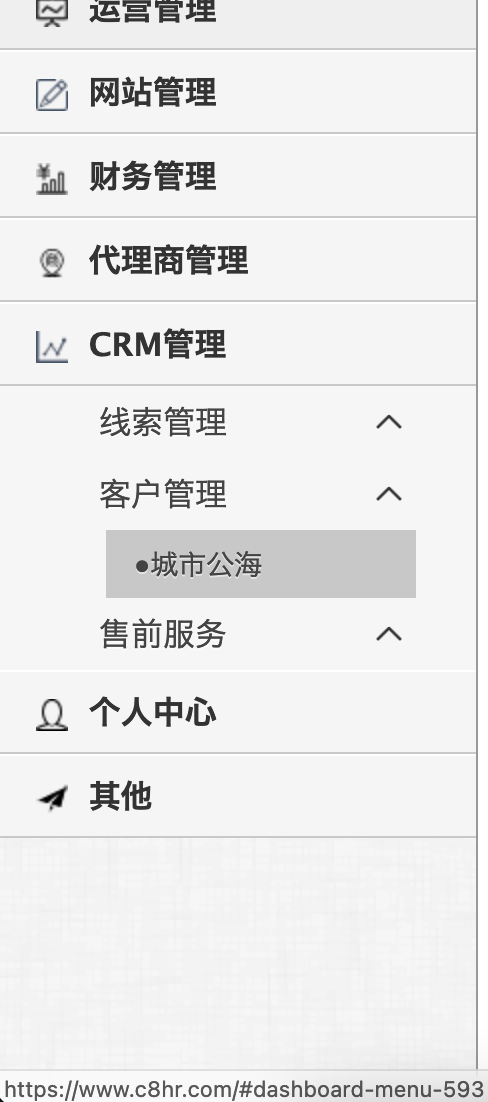 运营管理
网站管理
财务管理
代理商管理
CRM管理
线索管理
客户管理
●城市公海
售前服务
个人中心
其他
https://www.c8hr.com/#dashboard-menu-593